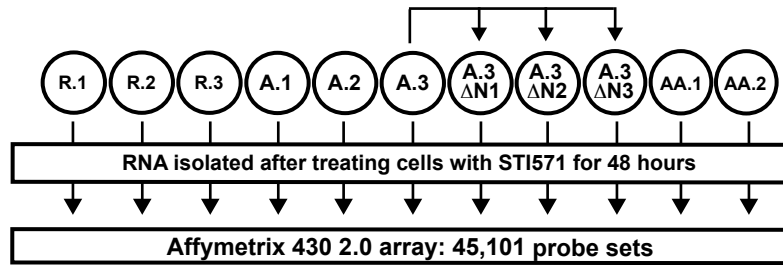 R.1 R.2 R.3 A.1 A.2 A.3 A.3 ΔN1 A.3 ΔN2 A.3 ΔN3 AA.1 AA.2
RNA isolated after treating cells with STI571 for 48 hours
Affymetrix 430 2.0 array: 45,101 probe sets